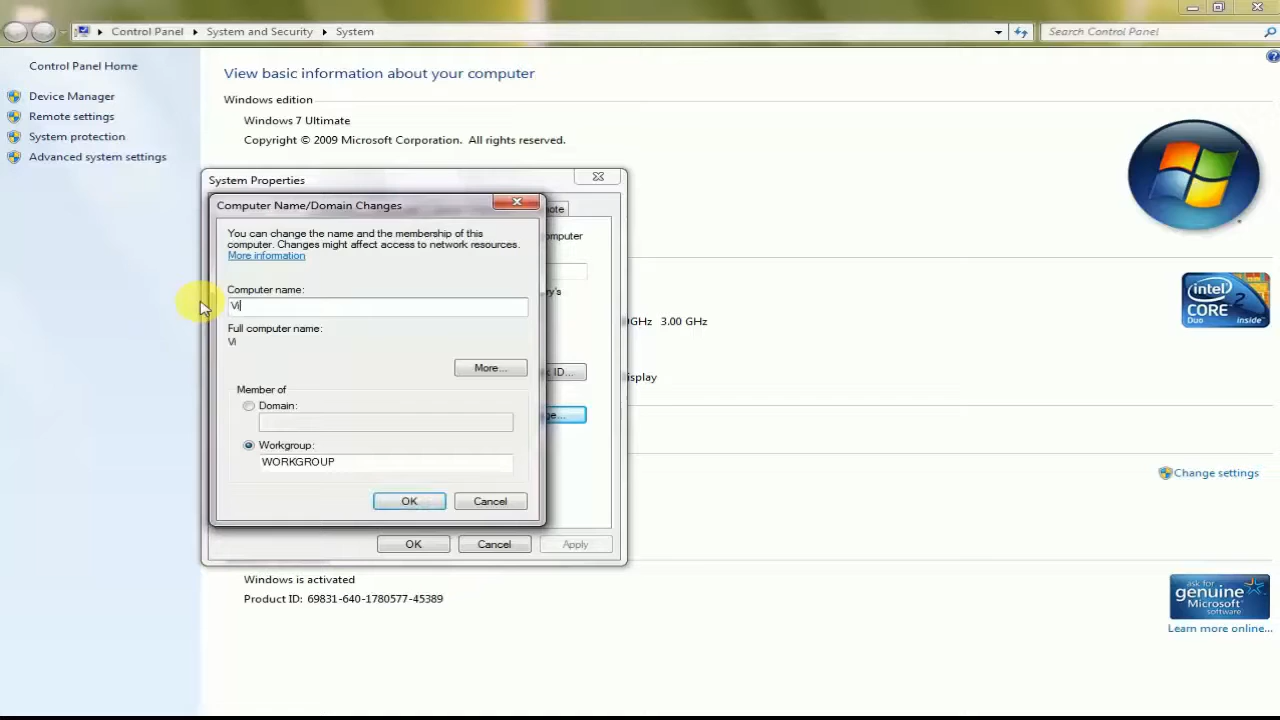 Control Panel System and Security System
Search Control Panel
Control Panel Home
Device Manager
Remote settings
System protection
Advanced system settings
View basic information about your computer
Windows edition
Windows 7 Ultimate
Copyright © 2009 Microsoft Corporation. All rights reserved.
System Properties
Computer Name/Domain Changes
You can change the name and the membership of this
computer. Changes might affect access to network resources.
More information
Computer name:
Vi
Full computer name:
Vi
More...
Member of
Domain:
Workgroup:
WORKGROUP
OK Cancel
OK Cancel Apply
ID...
GHz 3.00 GHz
intel
CORE 2
Duo inside
Change settings
Windows is activated
Product ID: 69831-640-1780577-45389
ask for
genuine
Microsoft
software
Learn more online...